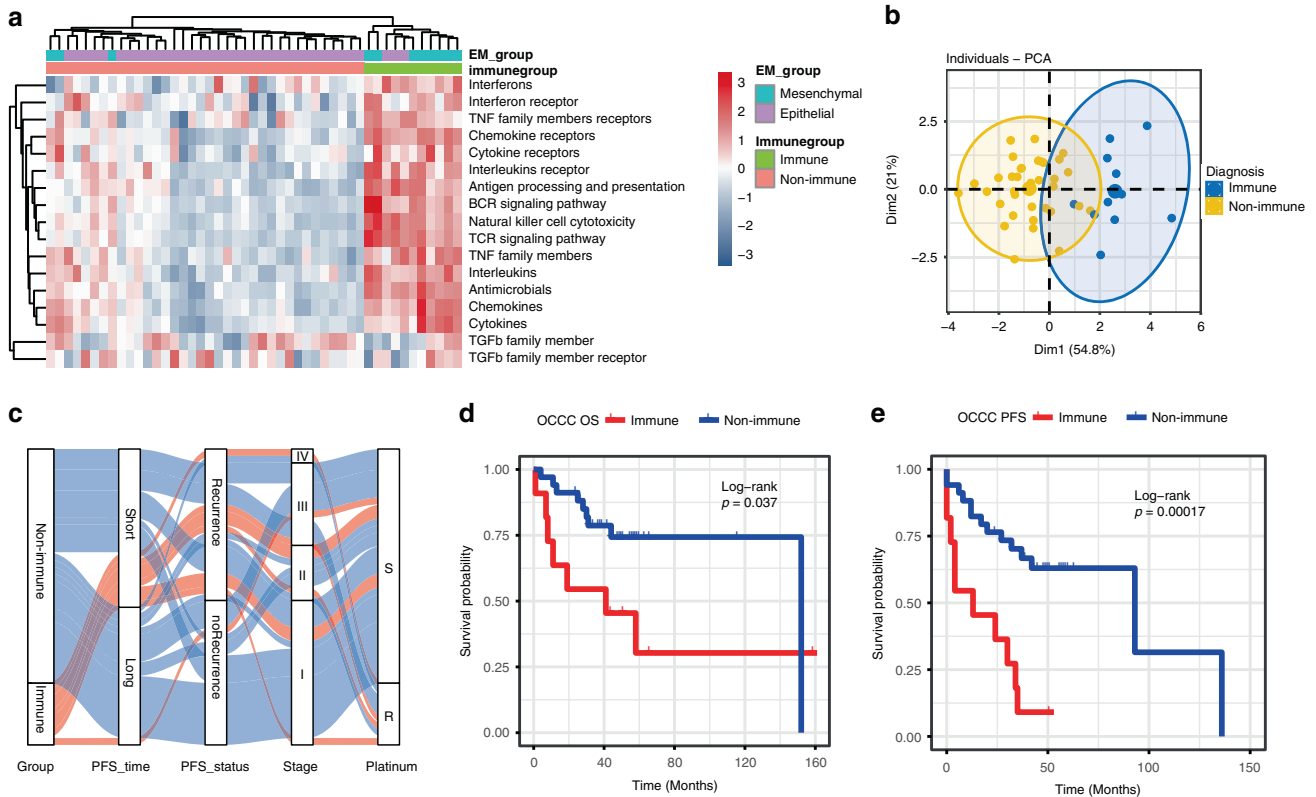 a
EM_group
immunegroup
Interferons
Interferon receptor
TNF family members receptors
Chemokine receptors
Cytokine receptors
Interleukins receptor
Antigen processing and presentation
BCR signaling pathway
Natural killer cell cytotoxicity
TCR signaling pathway
TNF family members
Interleukins
Antimicrobials
Chemokines
Cytokines
TGFb family member
TGFb family member receptor
3
2
1
0
−1
−2
−3
EM_group
Mesenchymal
Epithelial
Immunegroup
Immune
Non-immune
b
Individuals − PCA
Dim2 (21%)
2.5
0.0
−2.5
−4
−2
0
2
4
6
Dim1 (54.8%)
Diagnosis
Immune
Non-immune
c
Non-immune
Immune
Short
Long
Recurrence
noRecurrence
IV
III
II
I
S
R
Group
PFS_time
PFS_status
Stage
Platinum
d
OCCC OS
Immune
Non-immune
Survival probability
1.00
0.75
0.50
0.25
0.00
Log−rank
p = 0.037
0
40
80
120
160
Time (Months)
e
OCCC PFS
Immune
Non-immune
Survival probability
1.00
0.75
0.50
0.25
0.00
Log−rank
p = 0.00017
0
50
100
150
Time (Months)